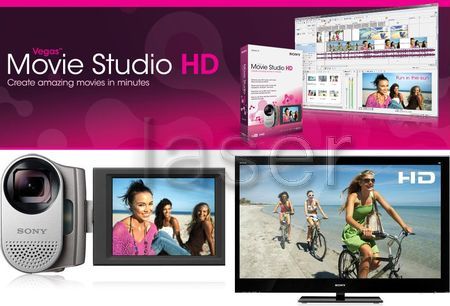 Vegas™
Movie Studio HD
Create amazing movies in minutes
SONY
Movie Studio HD
Run in the sun
laser
SONY
HD
SONY